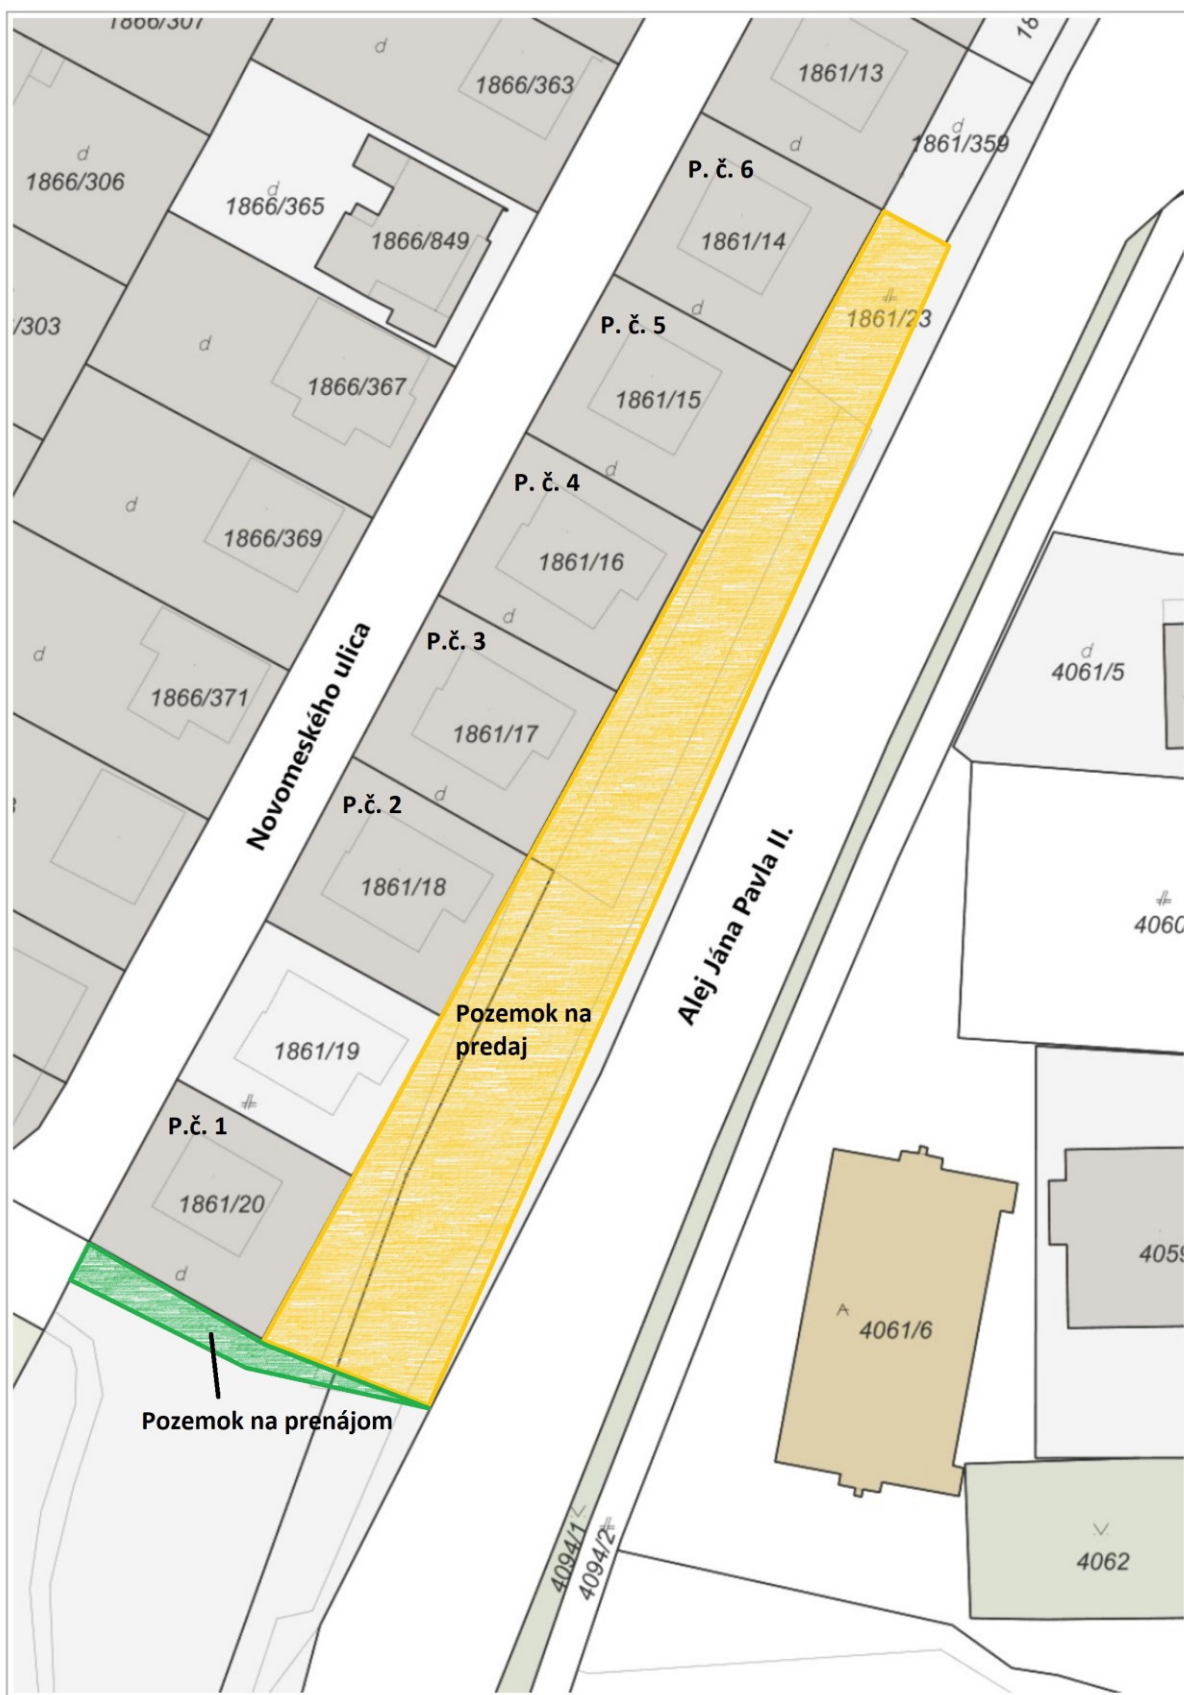 1866/307
d
1866/363
1861/13
18
d
1866/306
d
1866/365
1866/849
d
P. č. 6
1861/14
d
1861/359
/303
d
1866/367
P. č. 5
d
1861/15
1861/23
d
1866/369
P. č. 4
d
1861/16
d
1866/371
Novomeského ulica
P.č. 3
d
1861/17
d
4061/5
P.č. 2
d
1861/18
Alej Jána Pavla II.
4060
1861/19
Pozemok na
predaj
P.č. 1
1861/20
d
4059
4061/6
Pozemok na prenájom
4094/1
4094/2
4062